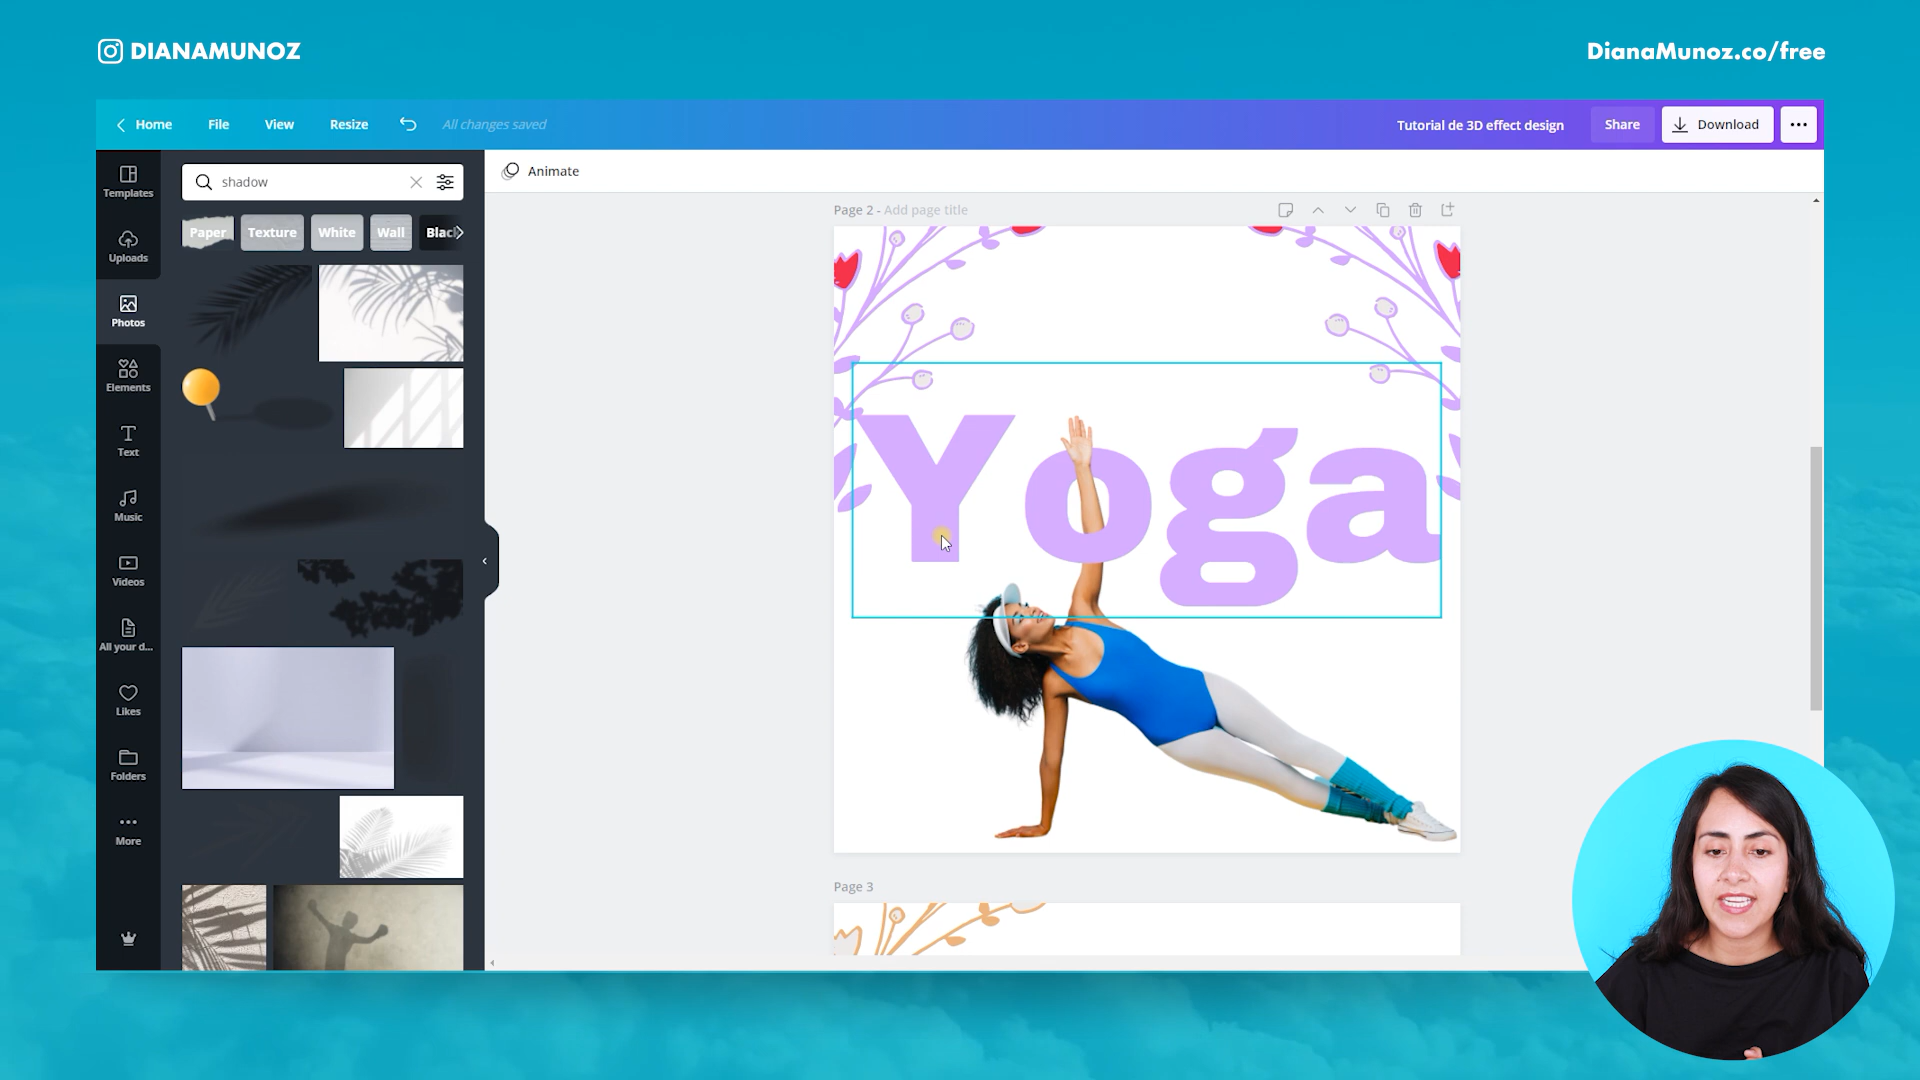 DIANAMUNOZ
DianaMunoz.co/free
Home File View Resize All changes saved
Tutorial de 3D effect design Share Download
Templates
Uploads
Photos
Elements
Text
Music
Videos
All your d...
Likes
Folders
More
shadow
Paper Texture White Wall Blac
Animate
Page 2 - Add page title
Yoga
Page 3